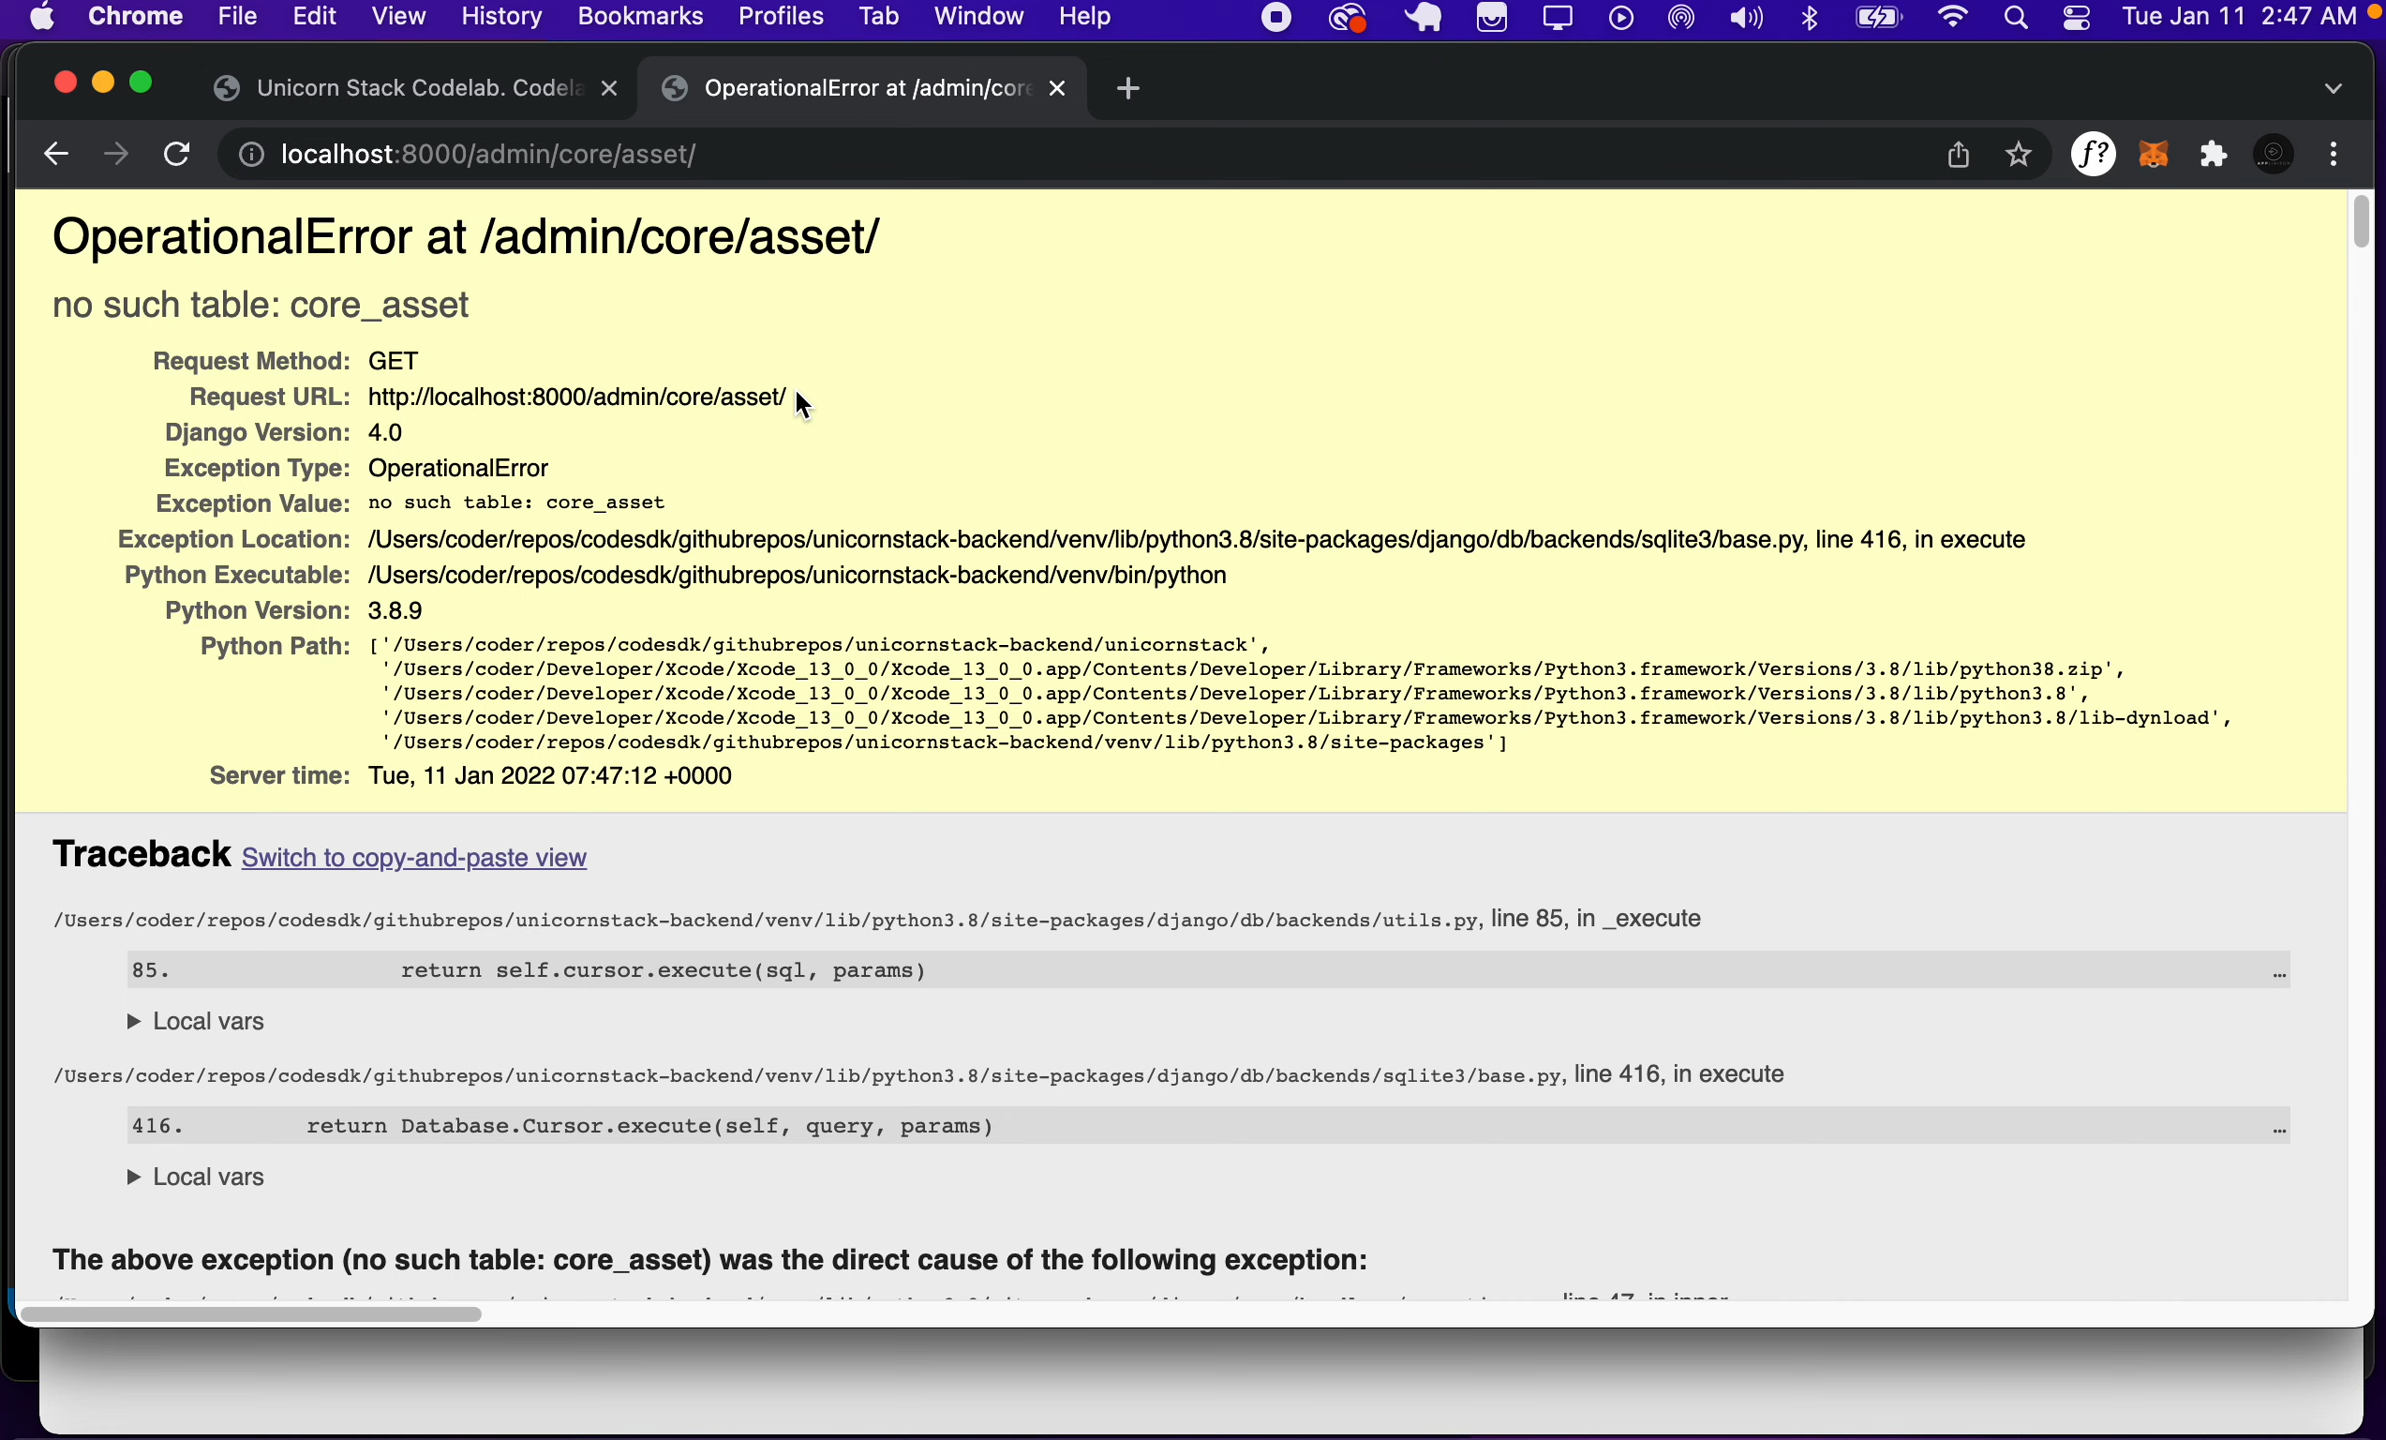 Chrome File Edit View History Bookmarks Profiles Tab Window Help Tue Jan 11 2:47 AM
Unicorn Stack Codelab. Codela
OperationalError at /admin/core
localhost:8000/admin/core/asset/
f?
OperationalError at /admin/core/asset/
no such table: core_asset
Request Method: GET
Request URL: http://localhost:8000/admin/core/asset/
Django Version: 4.0
Exception Type: OperationalError
Exception Value: no such table: core_asset
Exception Location: /Users/coder/repos/codesdk/githubrepos/unicornstack-backend/venv/lib/python3.8/site-packages/django/db/backends/sqlite3/base.py, line 416, in execute
Python Executable: /Users/coder/repos/codesdk/githubrepos/unicornstack-backend/venv/bin/python
Python Version: 3.8.9
Python Path: ['/Users/coder/repos/codesdk/githubrepos/unicornstack-backend/unicornstack',
'/Users/coder/Developer/Xcode/Xcode_13_0_0/Xcode_13_0_0.app/Contents/Developer/Library/Frameworks/Python3.framework/Versions/3.8/lib/python38.zip',
'/Users/coder/Developer/Xcode/Xcode_13_0_0/Xcode_13_0_0.app/Contents/Developer/Library/Frameworks/Python3.framework/Versions/3.8/lib/python3.8',
'/Users/coder/Developer/Xcode/Xcode_13_0_0/Xcode_13_0_0.app/Contents/Developer/Library/Frameworks/Python3.framework/Versions/3.8/lib/python3.8/lib-dynload',
'/Users/coder/repos/codesdk/githubrepos/unicornstack-backend/venv/lib/python3.8/site-packages']
Server time: Tue, 11 Jan 2022 07:47:12 +0000
Traceback Switch to copy-and-paste view
/Users/coder/repos/codesdk/githubrepos/unicornstack-backend/venv/lib/python3.8/site-packages/django/db/backends/utils.py, line 85, in _execute
85. return self.cursor.execute(sql, params) …
Local vars
/Users/coder/repos/codesdk/githubrepos/unicornstack-backend/venv/lib/python3.8/site-packages/django/db/backends/sqlite3/base.py, line 416, in execute
416. return Database.Cursor.execute(self, query, params) …
Local vars
The above exception (no such table: core_asset) was the direct cause of the following exception: